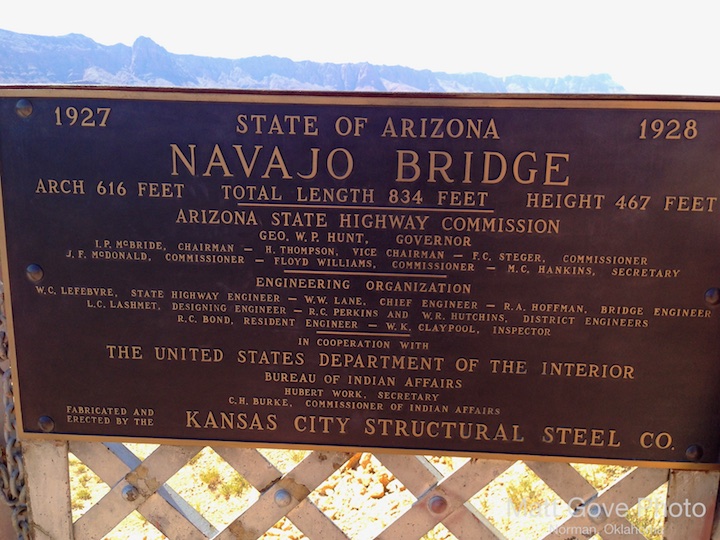 1927 STATE OF ARIZONA 1928
NAVAJO BRIDGE
ARCH 616 FEET TOTAL LENGTH 834 FEET HEIGHT 467 FEET
ARIZONA STATE HIGHWAY COMMISSION
GEO. W.P. HUNT, GOVERNOR
I.P. McBRIDE, CHAIRMAN — H. THOMPSON, VICE CHAIRMAN — F.C. STEGER, COMMISSIONER
J.F. McDONALD, COMMISSIONER — FLOYD WILLIAMS, COMMISSIONER — M.C. HANKINS, SECRETARY
ENGINEERING ORGANIZATION
W.C. LEFEBVRE, STATE HIGHWAY ENGINEER — W.W. LANE, CHIEF ENGINEER — R.A. HOFFMAN, BRIDGE ENGINEER
L.C. LASHMET, DESIGNING ENGINEER — R.C. PERKINS AND W.R. HUTCHINS, DISTRICT ENGINEERS
R.C. BOND, RESIDENT ENGINEER — W.K. CLAYPOOL, INSPECTOR
IN COOPERATION WITH
THE UNITED STATES DEPARTMENT OF THE INTERIOR
BUREAU OF INDIAN AFFAIRS
HUBERT WORK, SECRETARY
C.H. BURKE, COMMISSIONER OF INDIAN AFFAIRS
FABRICATED AND
ERECTED BY THE
KANSAS CITY STRUCTURAL STEEL CO.
Matt Gove Photo
Norman, Oklahoma